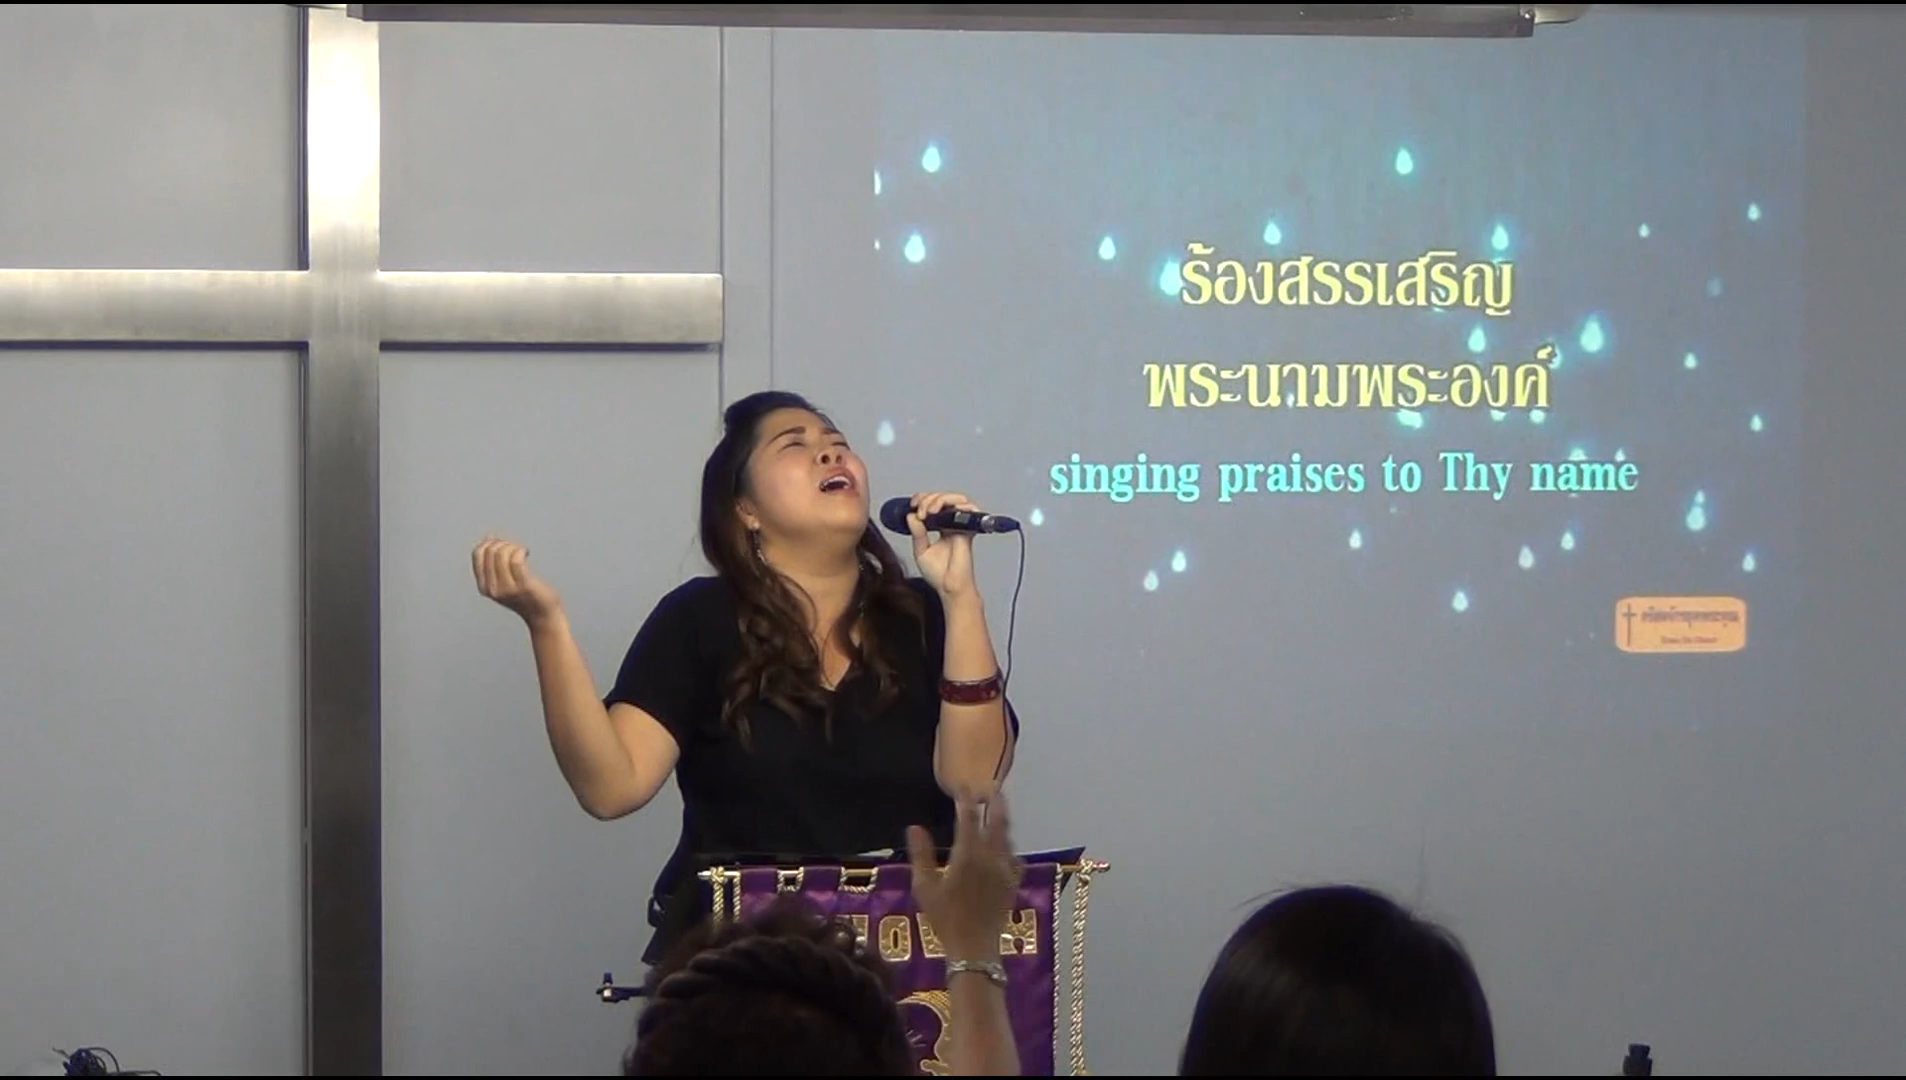 ร้องสรรเสริญ
พระนามพระองค์
singing praises to Thy name